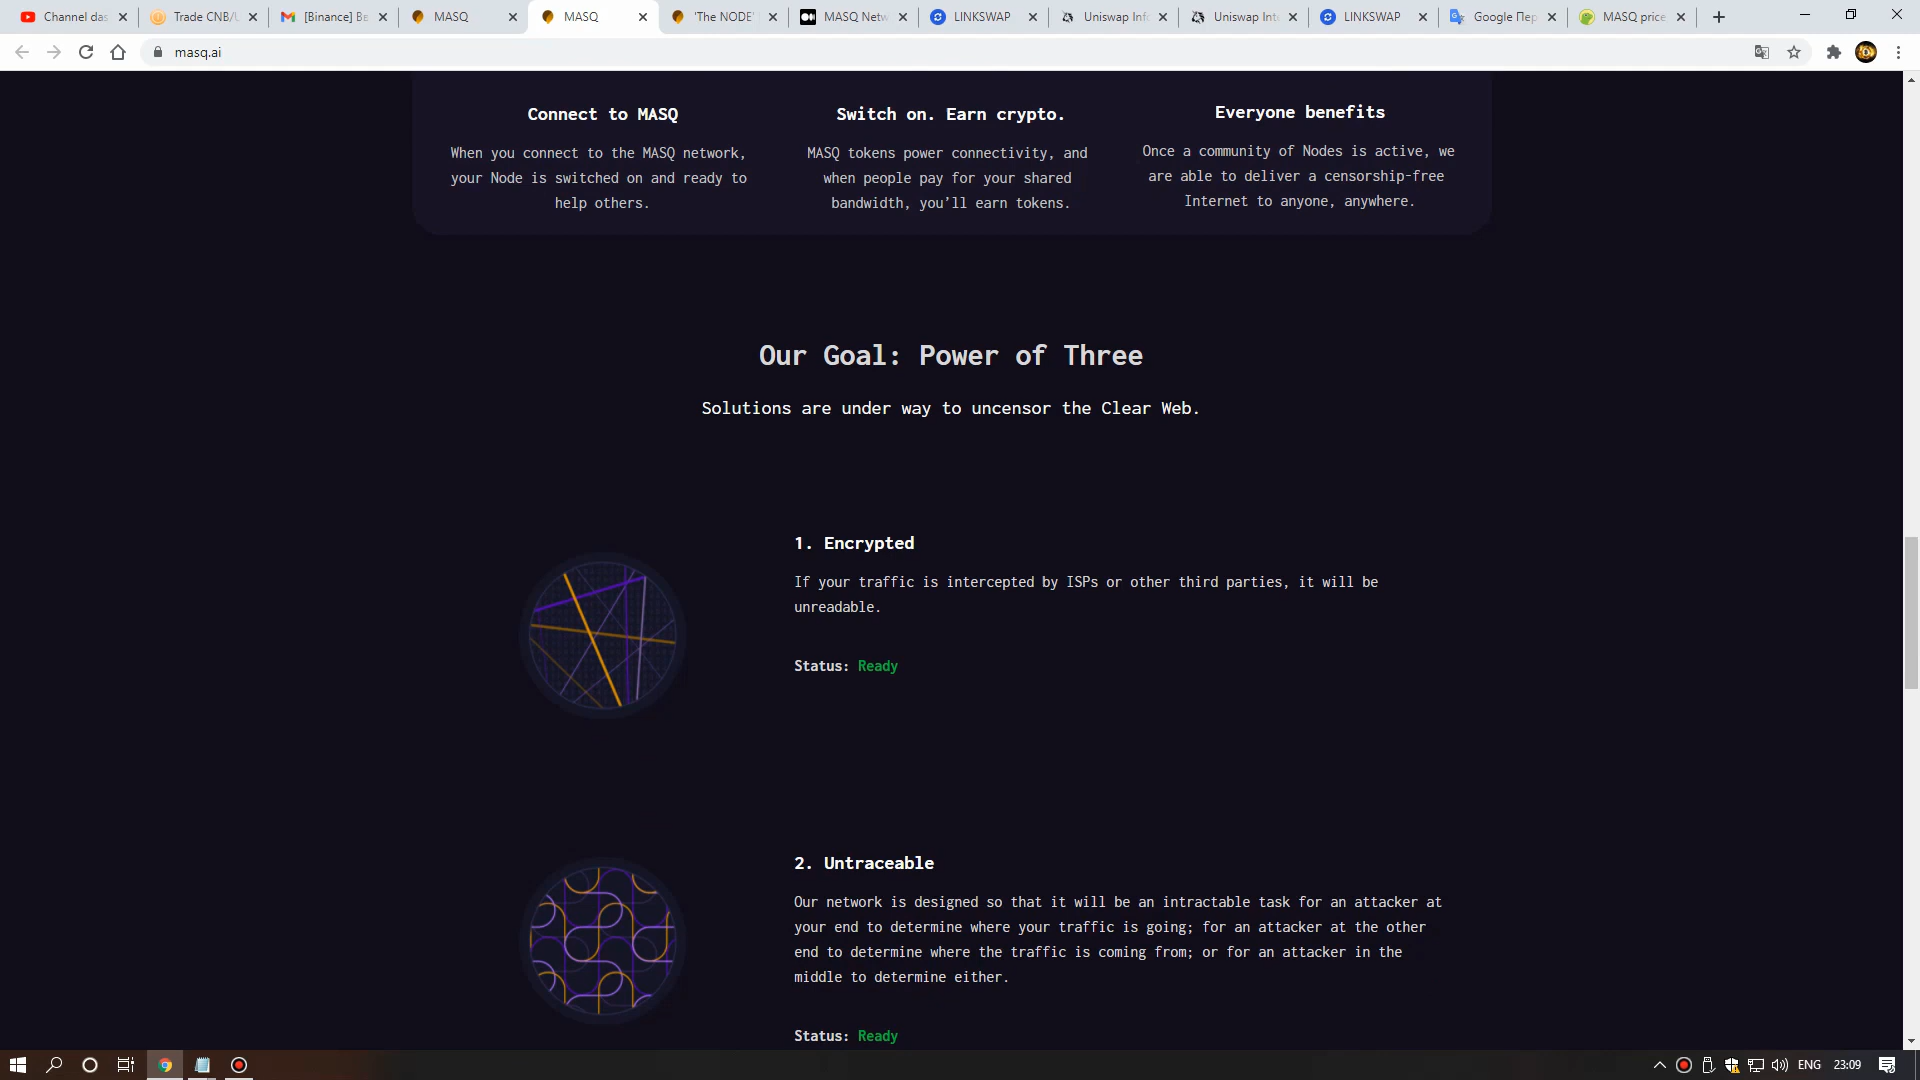 Channel das
Trade CNB/U
[Binance] Be
MASQ
MASQ
'The NODE'
MASQ Netw
LINKSWAP
Uniswap Info
Uniswap Inte
LINKSWAP
Google Пер
MASQ price
masq.ai
Connect to MASQ
When you connect to the MASQ network,
your Node is switched on and ready to
help others.
Switch on. Earn crypto.
MASQ tokens power connectivity, and
when people pay for your shared
bandwidth, you’ll earn tokens.
Everyone benefits
Once a community of Nodes is active, we
are able to deliver a censorship-free
Internet to anyone, anywhere.
Our Goal: Power of Three
Solutions are under way to uncensor the Clear Web.
1. Encrypted
If your traffic is intercepted by ISPs or other third parties, it will be
unreadable.
Status: Ready
2. Untraceable
Our network is designed so that it will be an intractable task for an attacker at
your end to determine where your traffic is going; for an attacker at the other
end to determine where the traffic is coming from; or for an attacker in the
middle to determine either.
Status: Ready
ENG
23:09